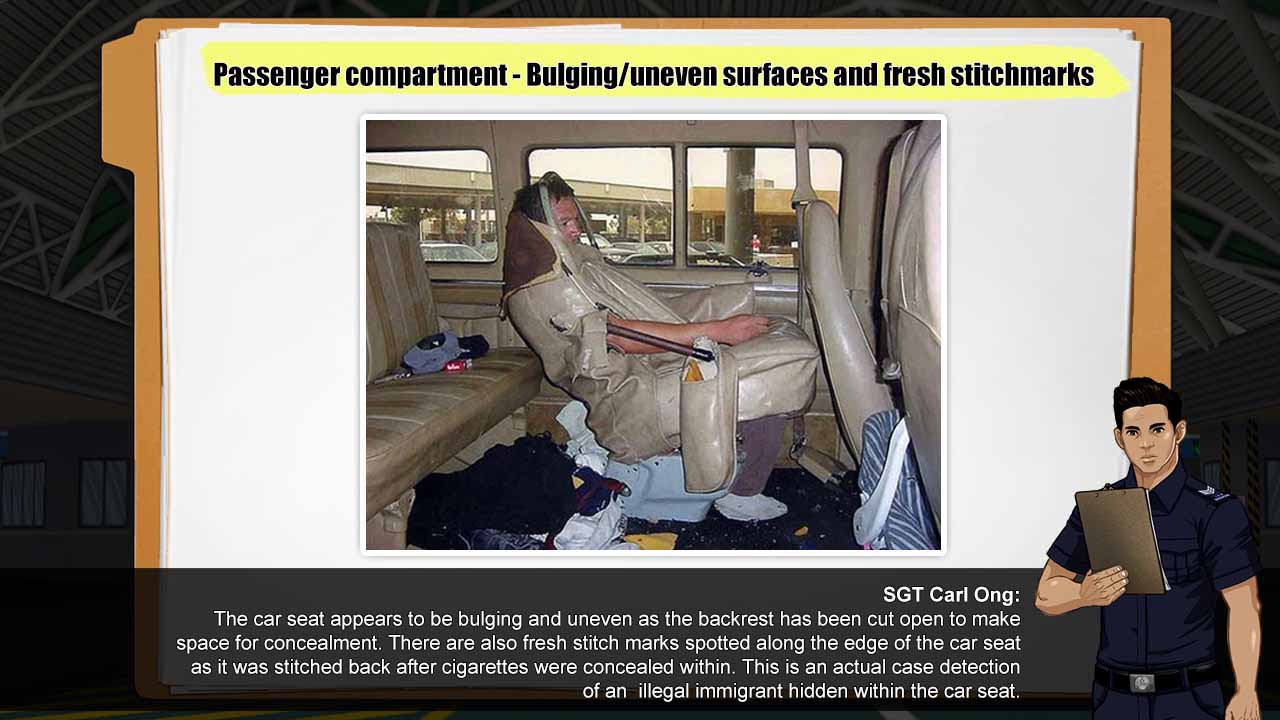 Passenger compartment - Bulging/uneven surfaces and fresh stitchmarks
SGT Carl Ong:
The car seat appears to be bulging and uneven as the backrest has been cut open to make
space for concealment. There are also fresh stitch marks spotted along the edge of the car seat
as it was stitched back after cigarettes were concealed within. This is an actual case detection
of an  illegal immigrant hidden within the car seat.